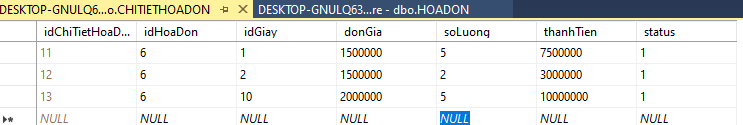 DESKTOP-GNULQ6...o.CHITIETHOADON DESKTOP-GNULQ63...re - dbo.HOADON
idChiTietHoaD... idHoaDon idGiay donGia soLuong thanhTien status
11 6 1 1500000 5 7500000 1
12 6 2 1500000 2 3000000 1
13 6 10 2000000 5 10000000 1
NULL NULL NULL NULL NULL NULL NULL